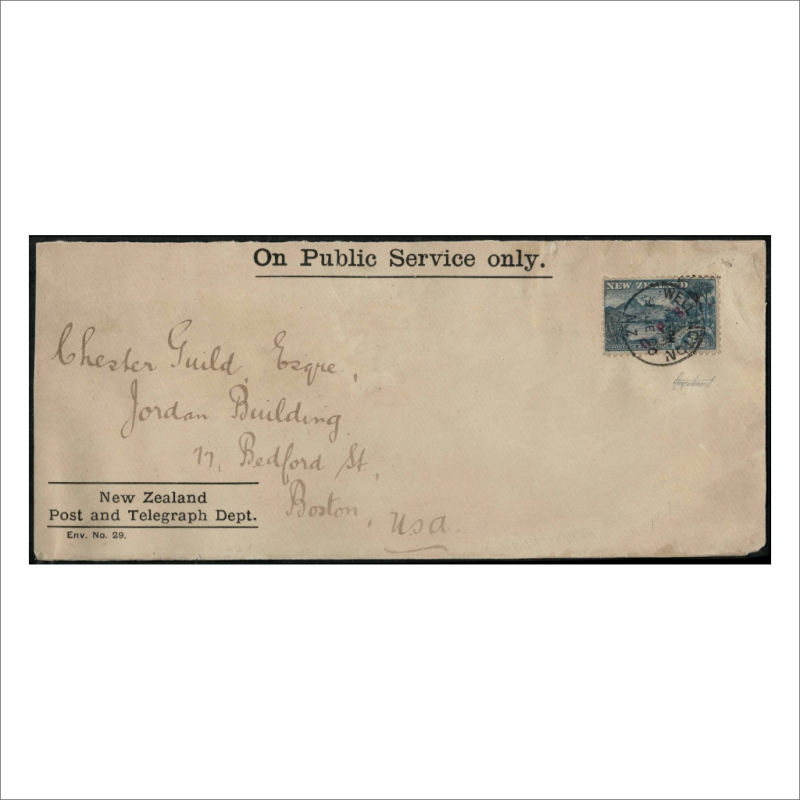 On Public Service only.
NEW ZEALAND
WELLINGTON
Chester Guild, Esqre,
Jordan Building
17, Bedford St,
Boston, USA.
New Zealand
Post and Telegraph Dept.
Env. No. 29.